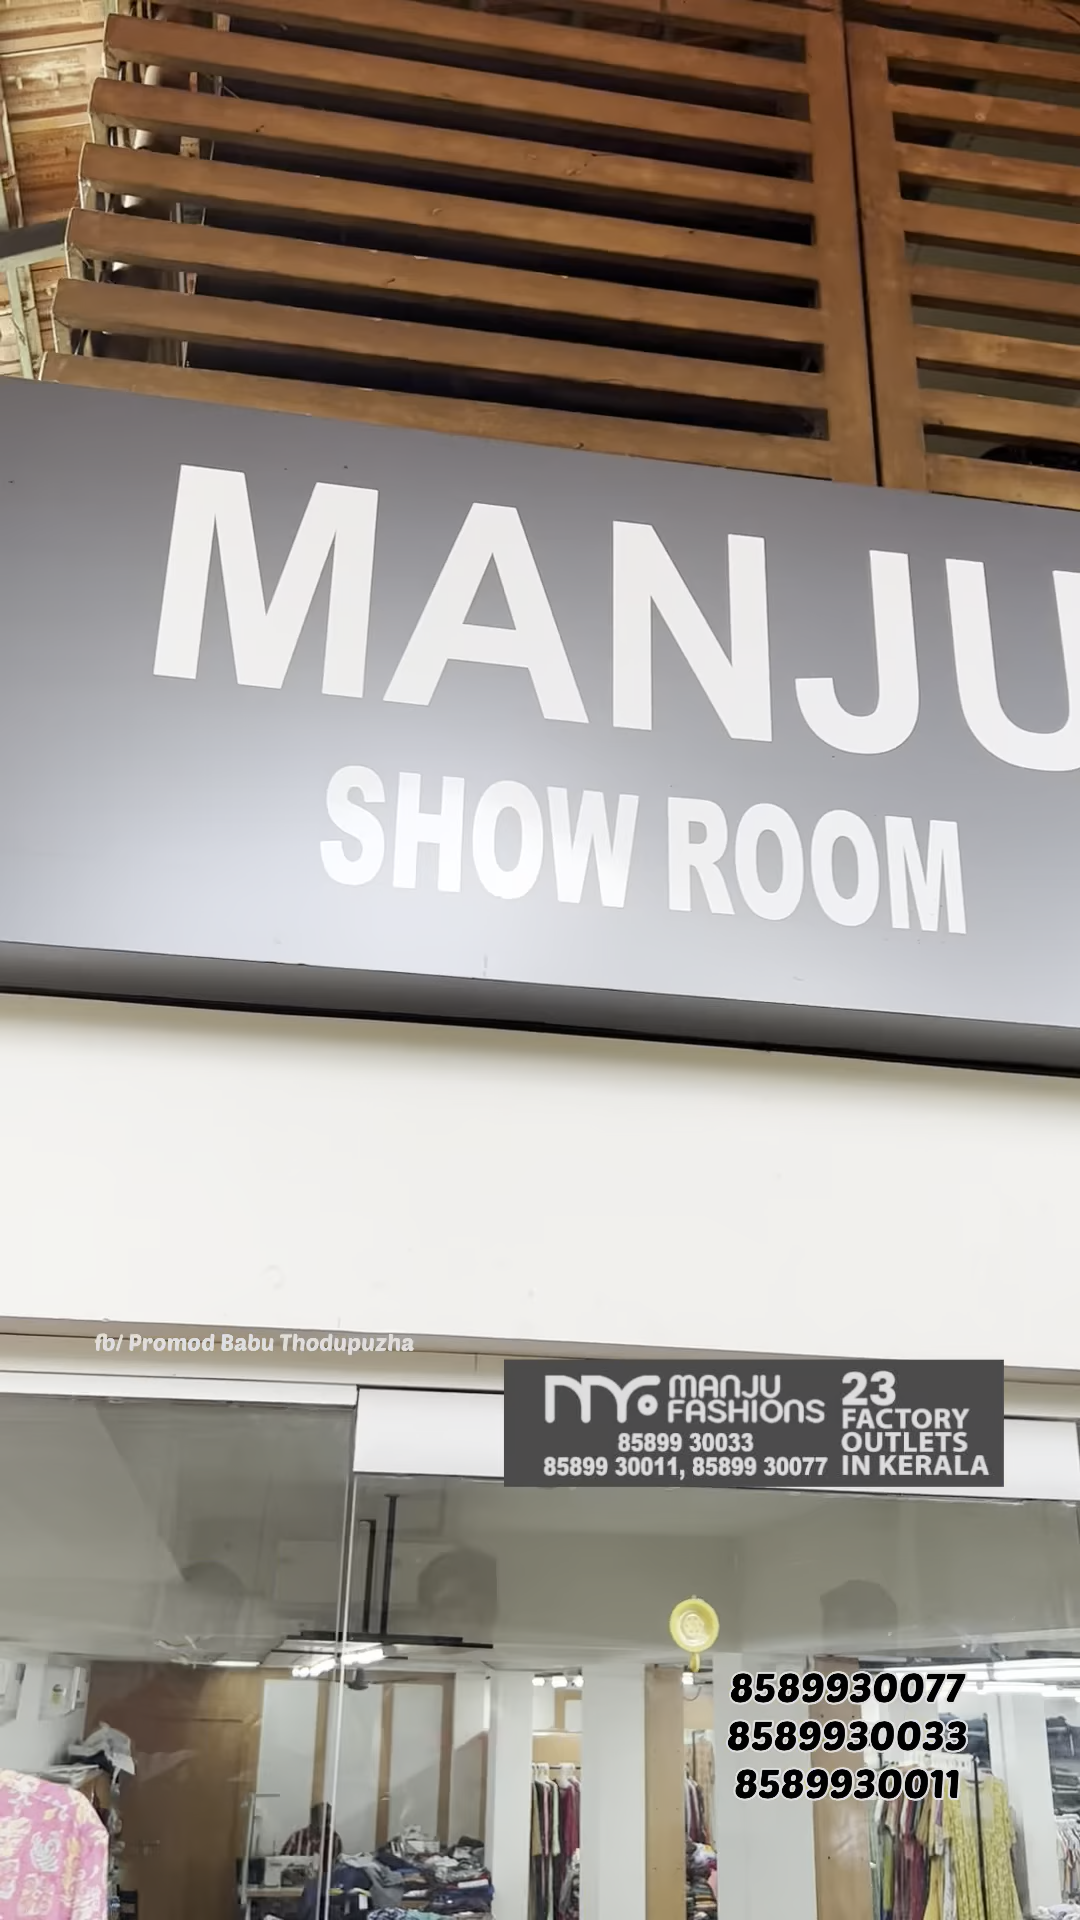 MANJU
SHOW ROOM
fb/ Promod Babu Thodupuzha
MANJU
FASHIONS
85899 30033
85899 30011, 85899 30077
23
FACTORY
OUTLETS
IN KERALA
8589930077
8589930033
8589930011